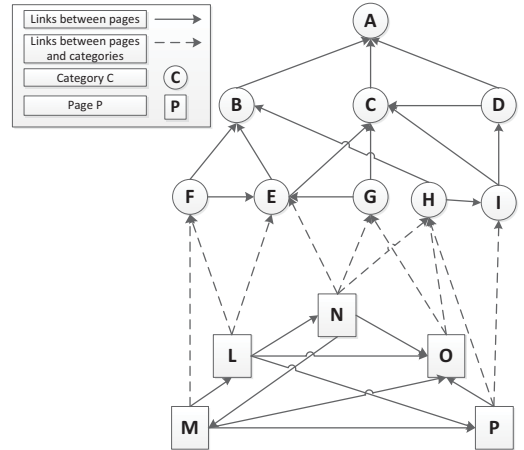 Links between pages
Links between pages
and categories
Category C
C
Page P
P
A
B
C
D
F
E
G
H
I
N
L
O
M
P